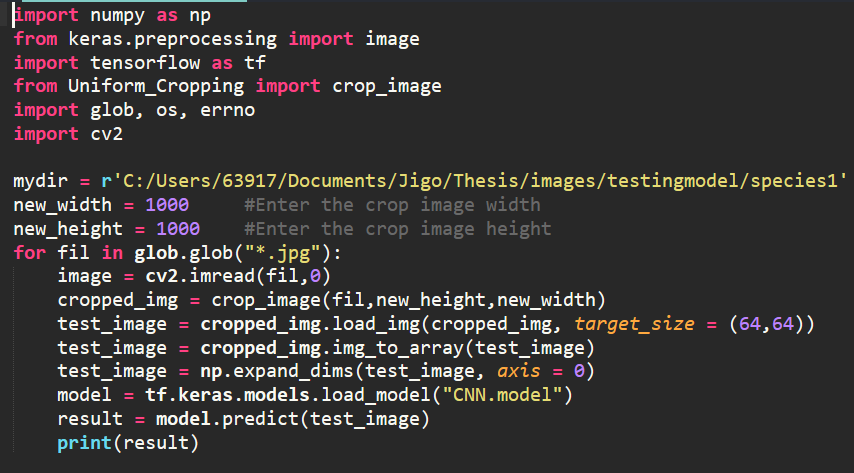 import numpy as np
from keras.preprocessing import image
import tensorflow as tf
from Uniform_Cropping import crop_image
import glob, os, errno
import cv2

mydir = r'C:/Users/63917/Documents/Jigo/Thesis/images/testingmodel/species1'
new_width = 1000     #Enter the crop image width
new_height = 1000    #Enter the crop image height
for fil in glob.glob("*.jpg"):
    image = cv2.imread(fil,0)
    cropped_img = crop_image(fil,new_height,new_width)
    test_image = cropped_img.load_img(cropped_img, target_size = (64,64))
    test_image = cropped_img.img_to_array(test_image)
    test_image = np.expand_dims(test_image, axis = 0)
    model = tf.keras.models.load_model("CNN.model")
    result = model.predict(test_image)
    print(result)